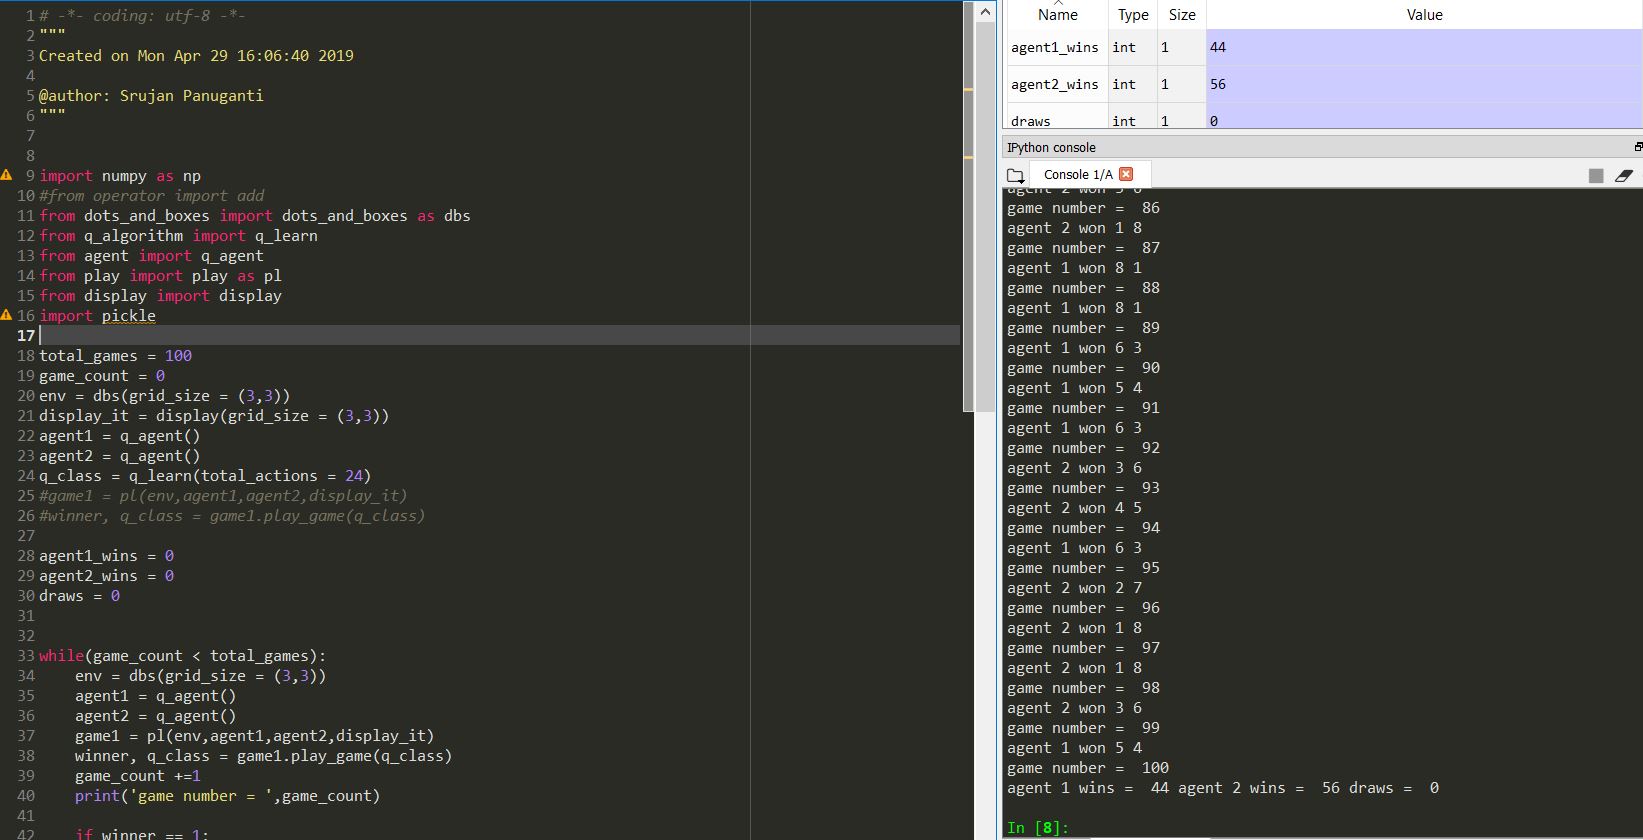 1 # -*- coding: utf-8 -*-
2 """
3 Created on Mon Apr 29 16:06:40 2019
4
5 @author: Srujan Panuganti
6 """
7
8
9 import numpy as np
10 #from operator import add
11 from dots_and_boxes import dots_and_boxes as dbs
12 from q_algorithm import q_learn
13 from agent import q_agent
14 from play import play as pl
15 from display import display
16 import pickle
17
18 total_games = 100
19 game_count = 0
20 env = dbs(grid_size = (3,3))
21 display_it = display(grid_size = (3,3))
22 agent1 = q_agent()
23 agent2 = q_agent()
24 q_class = q_learn(total_actions = 24)
25 #game1 = pl(env,agent1,agent2,display_it)
26 #winner, q_class = game1.play_game(q_class)
27
28 agent1_wins = 0
29 agent2_wins = 0
30 draws = 0
31
32
33 while(game_count < total_games):
34     env = dbs(grid_size = (3,3))
35     agent1 = q_agent()
36     agent2 = q_agent()
37     game1 = pl(env,agent1,agent2,display_it)
38     winner, q_class = game1.play_game(q_class)
39     game_count +=1
40     print('game number = ',game_count)
41
42     if winner == 1:
Name Type Size Value
agent1_wins int 1 44
agent2_wins int 1 56
draws int 1 0
IPython console
Console 1/A
agent 2 won 3 6
game number =  86
agent 2 won 1 8
game number =  87
agent 1 won 8 1
game number =  88
agent 1 won 8 1
game number =  89
agent 1 won 6 3
game number =  90
agent 1 won 5 4
game number =  91
agent 1 won 6 3
game number =  92
agent 2 won 3 6
game number =  93
agent 2 won 4 5
game number =  94
agent 1 won 6 3
game number =  95
agent 2 won 2 7
game number =  96
agent 2 won 1 8
game number =  97
agent 2 won 1 8
game number =  98
agent 2 won 3 6
game number =  99
agent 1 won 5 4
game number =  100
agent 1 wins =  44 agent 2 wins =  56 draws =  0
In [8]: